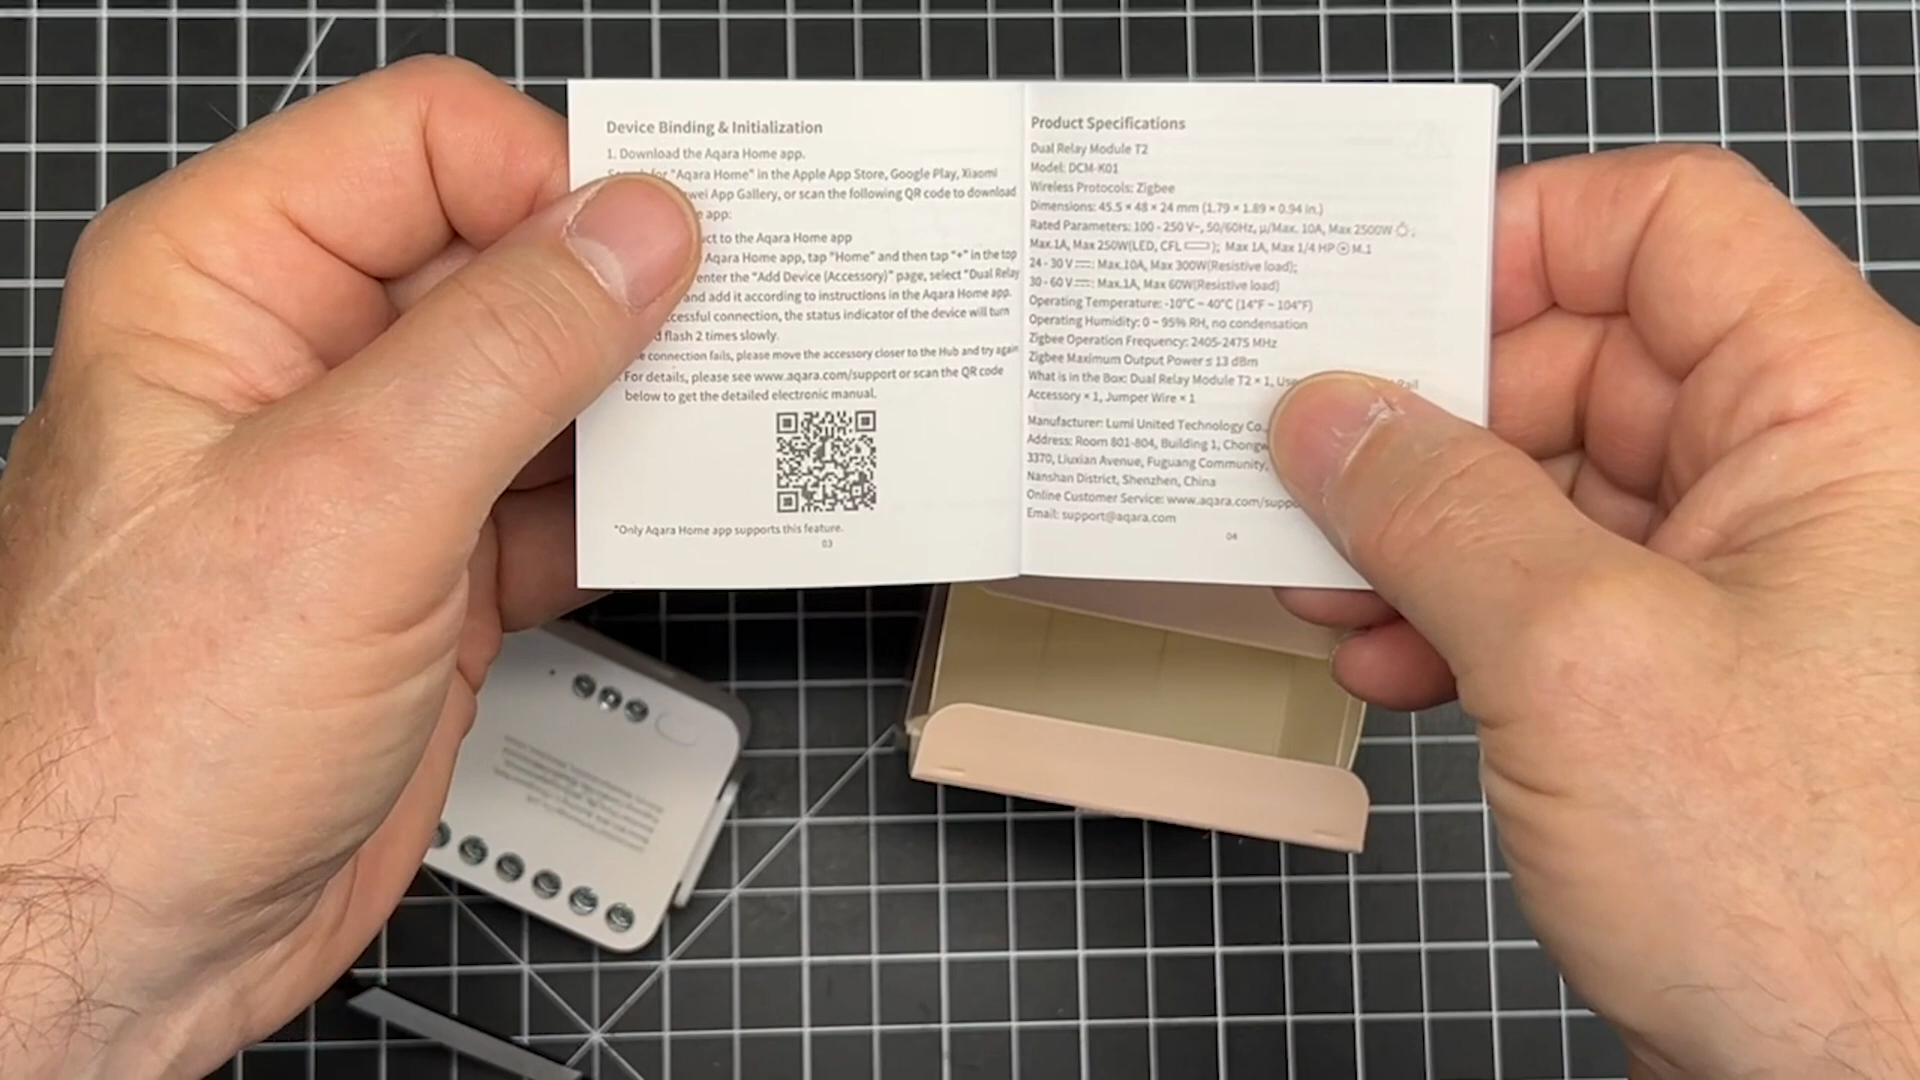 Device Binding & Initialization
1. Download the Aqara Home app.
"Aqara Home" in the Apple App Store, Google Play, Xiaomi
App Gallery, or scan the following QR code to download
app:
to the Aqara Home app
Aqara Home app, tap "Home" and then tap "+" in the top
enter the "Add Device (Accessory)" page, select "Dual Relay
and add it according to instructions in the Aqara Home app.
connection, the status indicator of the device will turn
flash 2 times slowly.
connection fails, please move the accessory closer to the Hub and try again
For details, please see www.aqara.com/support or scan the QR code
below to get the detailed electronic manual.
*Only Aqara Home app supports this feature.
03
Product Specifications
Dual Relay Module T2
Model: DCM-K01
Wireless Protocols: Zigbee
Dimensions: 45.5 × 48 × 24 mm (1.79 × 1.89 × 0.94 in.)
Rated Parameters: 100 - 250 V~, 50/60Hz, μ/Max. 10A, Max 2500W ;
Max.1A, Max 250W(LED, CFL ); Max 1A, Max 1/4 HP M.1
24 - 30 V⎓: Max.10A, Max 300W(Resistive load);
30 - 60 V⎓: Max.1A, Max 60W(Resistive load)
Operating Temperature: -10°C ~ 40°C (14°F ~ 104°F)
Operating Humidity: 0 ~ 95% RH, no condensation
Zigbee Operation Frequency: 2405-2475 MHz
Zigbee Maximum Output Power ≤ 13 dBm
What is in the Box: Dual Relay Module T2 × 1, Rail
Accessory × 1, Jumper Wire × 1
Manufacturer: Lumi United Technology Co.,
Address: Room 801-804, Building 1,
3370, Liuxian Avenue, Fuguang Community,
Nanshan District, Shenzhen, China
Online Customer Service: www.aqara.com/suppo
Email: support@aqara.com
04